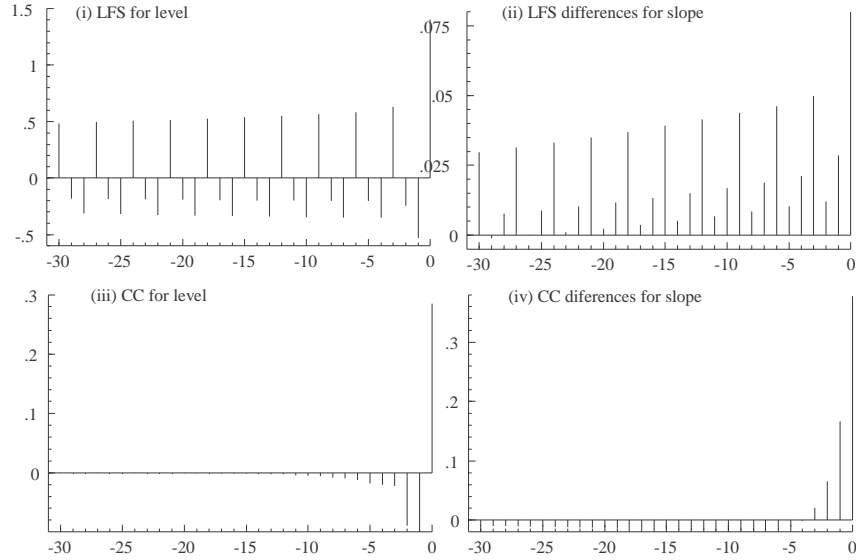 (i) LFS for level
1.5
1
.5
0
-.5
-30 -25 -20 -15 -10 -5 0
(ii) LFS differences for slope
.075
.05
.025
0
-30 -25 -20 -15 -10 -5 0
(iii) CC for level
.3
.2
.1
0
-30 -25 -20 -15 -10 -5 0
(iv) CC diferences for slope
.3
.2
.1
0
-30 -25 -20 -15 -10 -5 0